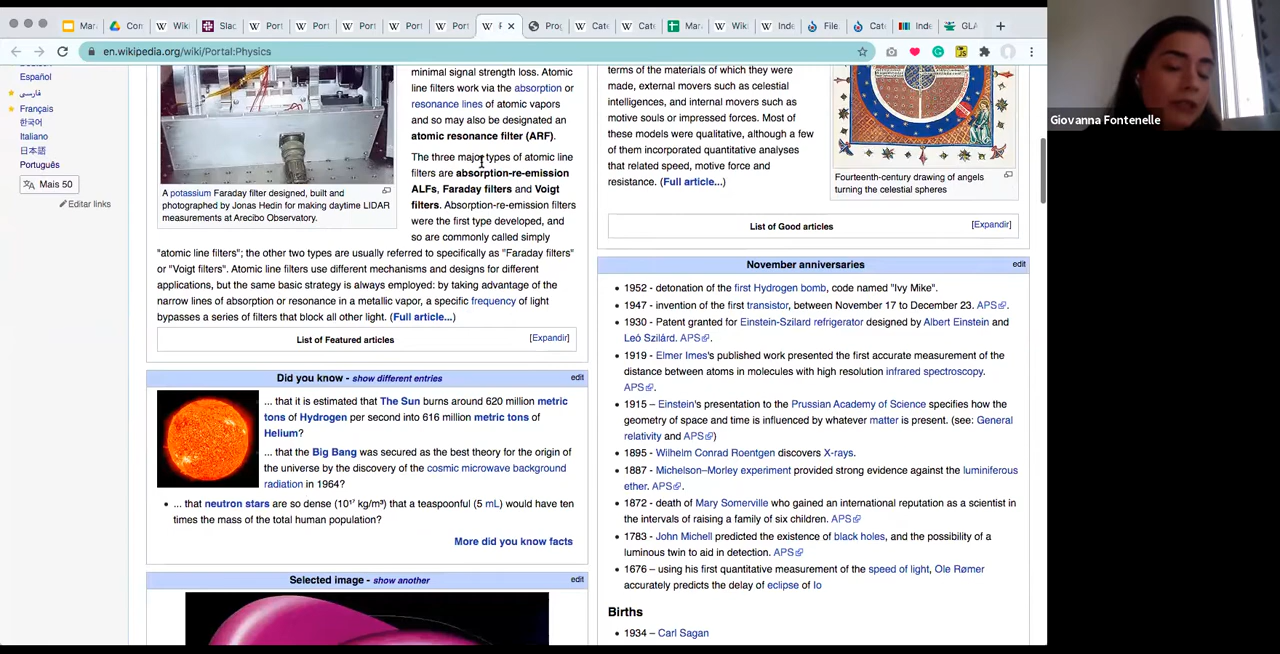 Mar
Con
Wiki
Slac
Port
Port
Port
Port
Port
P
Pro
Cate
Cate
Mar
Wiki
Inde
File
Cate
Inde
GLA
en.wikipedia.org/wiki/Portal:Physics
Español
فارسی
Français
한국어
Italiano
日本語
Português
Mais 50
Editar links
A potassium Faraday filter designed, built and
photographed by Jonas Hedin for making daytime LIDAR
measurements at Arecibo Observatory.
minimal signal strength loss. Atomic
line filters work via the absorption or
resonance lines of atomic vapors
and so may also be designated an
atomic resonance filter (ARF).
The three major types of atomic line
filters are absorption-re-emission
ALFs, Faraday filters and Voigt
filters. Absorption-re-emission filters
were the first type developed, and
so are commonly called simply
"atomic line filters"; the other two types are usually referred to specifically as "Faraday filters"
or "Voigt filters". Atomic line filters use different mechanisms and designs for different
applications, but the same basic strategy is always employed: by taking advantage of the
narrow lines of absorption or resonance in a metallic vapor, a specific frequency of light
bypasses a series of filters that block all other light. (Full article...)
List of Featured articles
[Expandir]
Did you know - show different entries
edit
... that it is estimated that The Sun burns around 620 million metric
tons of Hydrogen per second into 616 million metric tons of
Helium?
... that the Big Bang was secured as the best theory for the origin of
the universe by the discovery of the cosmic microwave background
radiation in 1964?
... that neutron stars are so dense (10¹⁷ kg/m³) that a teaspoonful (5 mL) would have ten
times the mass of the total human population?
More did you know facts
Selected image - show another
edit
terms of the materials of which they were
made, external movers such as celestial
intelligences, and internal movers such as
motive souls or impressed forces. Most of
these models were qualitative, although a few
of them incorporated quantitative analyses
that related speed, motive force and
resistance. (Full article...)
Fourteenth-century drawing of angels
turning the celestial spheres
List of Good articles
[Expandir]
November anniversaries
edit
1952 - detonation of the first Hydrogen bomb, code named "Ivy Mike".
1947 - invention of the first transistor, between November 17 to December 23. APS.
1930 - Patent granted for Einstein-Szilard refrigerator designed by Albert Einstein and
Leó Szilárd. APS.
1919 - Elmer Imes's published work presented the first accurate measurement of the
distance between atoms in molecules with high resolution infrared spectroscopy.
APS.
1915 – Einstein's presentation to the Prussian Academy of Science specifies how the
geometry of space and time is influenced by whatever matter is present. (see: General
relativity and APS)
1895 - Wilhelm Conrad Roentgen discovers X-rays.
1887 - Michelson–Morley experiment provided strong evidence against the luminiferous
ether. APS.
1872 - death of Mary Somerville who gained an international reputation as a scientist in
the intervals of raising a family of six children. APS
1783 - John Michell predicted the existence of black holes, and the possibility of a
luminous twin to aid in detection. APS
1676 - using his first quantitative measurement of the speed of light, Ole Rømer
accurately predicts the delay of eclipse of Io
Births
1934 – Carl Sagan
Giovanna Fontenelle